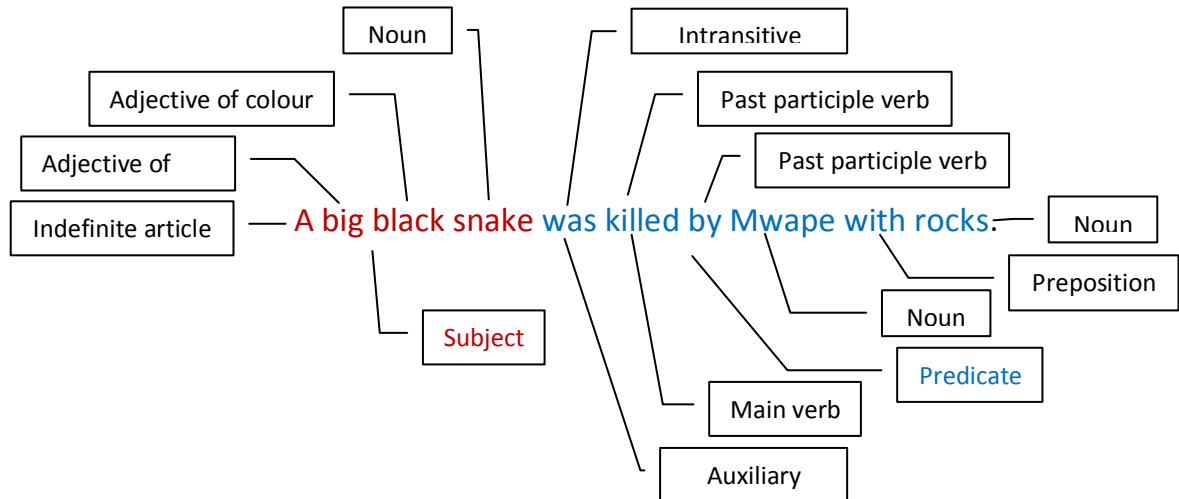 Noun
Intransitive
Adjective of colour
Past participle verb
Adjective of
Past participle verb
Indefinite article
A big black snake was killed by Mwape with rocks.
Noun
Preposition
Noun
Subject
Predicate
Main verb
Auxiliary